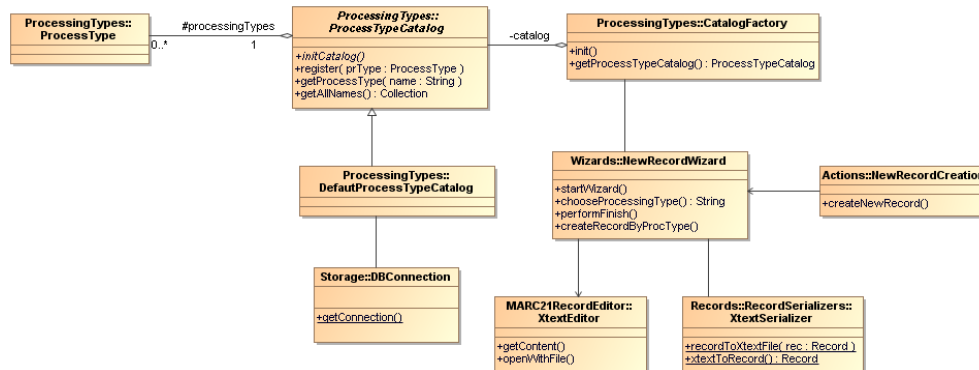 ProcessingTypes::
ProcessType
#processingTypes
0..*
1
ProcessingTypes::
ProcessTypeCatalog
+initCatalog()
+register( prType : ProcessType )
+getProcessType( name : String )
+getAllNames() : Collection
-catalog
ProcessingTypes::CatalogFactory
+init()
+getProcessTypeCatalog() : ProcessTypeCatalog
ProcessingTypes::
DefautProcessTypeCatalog
Wizards::NewRecordWizard
+startWizard()
+chooseProcessingType() : String
+performFinish()
+createRecordByProcType()
Actions::NewRecordCreation
+createNewRecord()
Storage::DBConnection
+getConnection()
MARC21RecordEditor::
XtextEditor
+getContent()
+openWithFile()
Records::RecordSerializers::
XtextSerializer
+recordToXtextFile( rec : Record )
+xtextToRecord() : Record